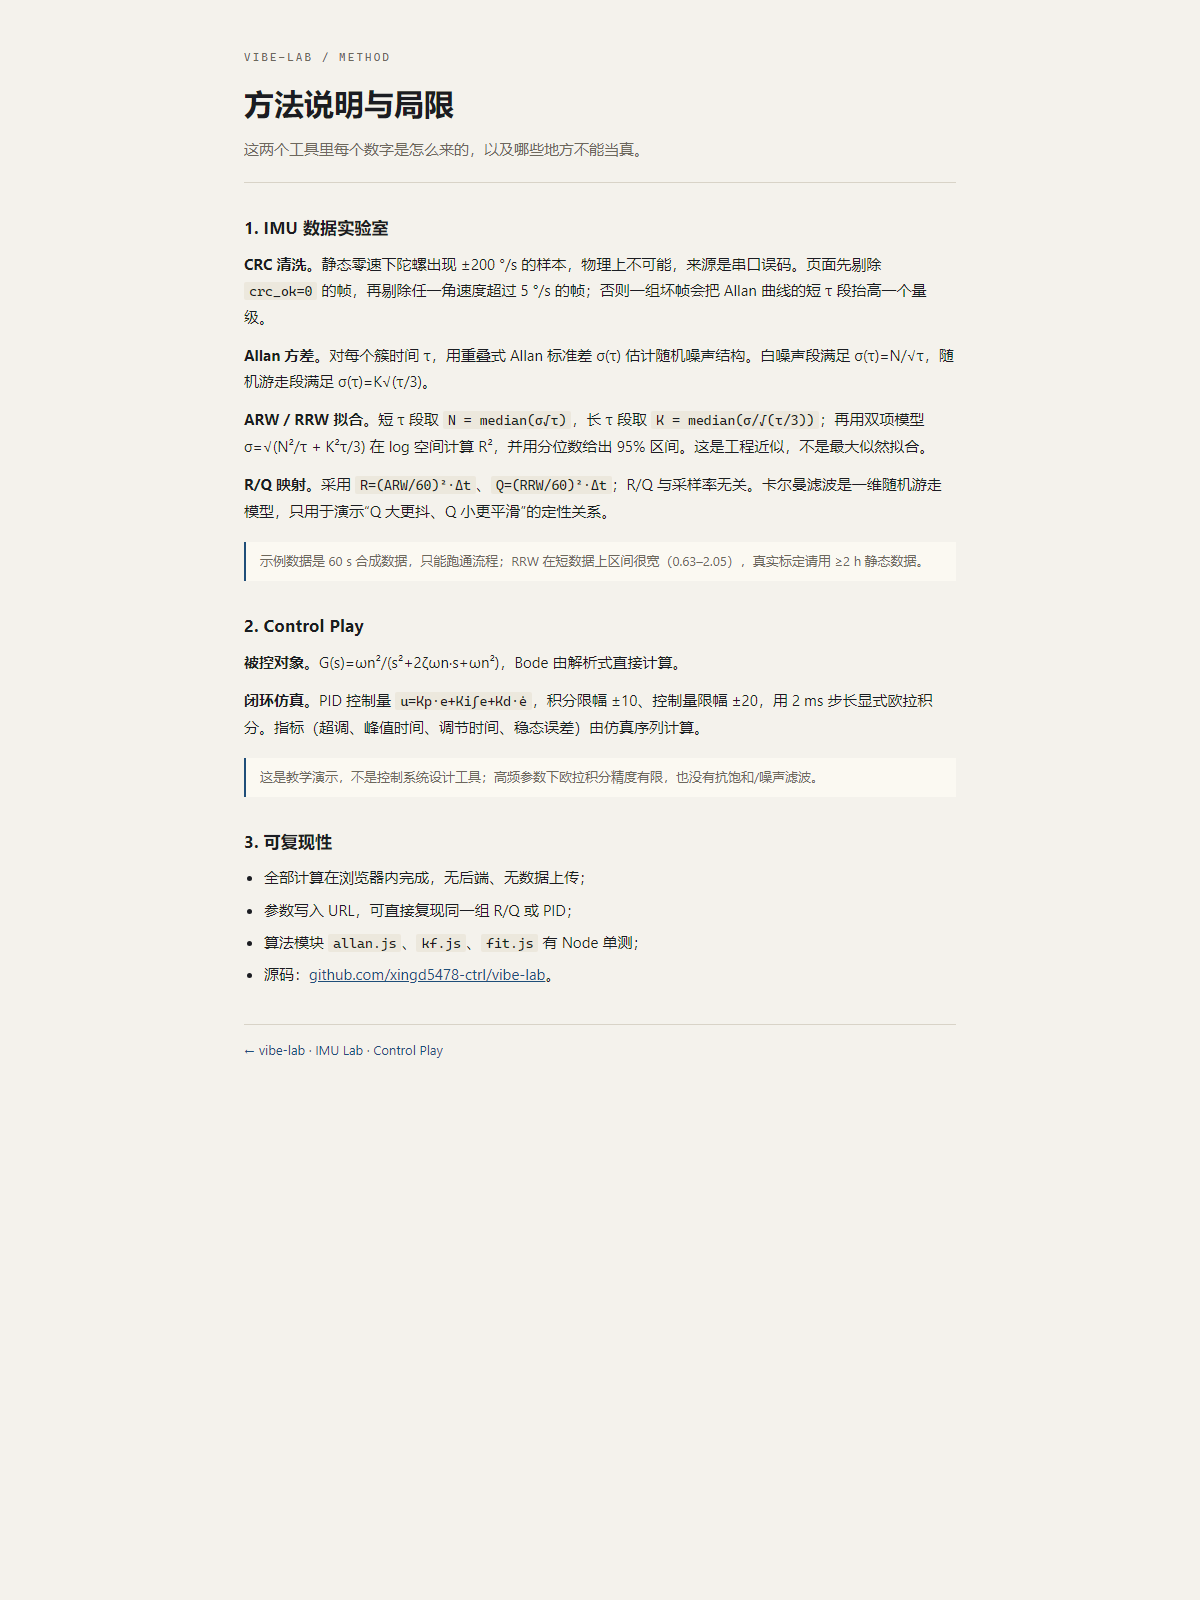 VIBE-LAB / METHOD
方法说明与局限
这两个工具里每个数字是怎么来的，以及哪些地方不能当真。
1. IMU 数据实验室
CRC 清洗。静态零速下陀螺出现 ±200 °/s 的样本，物理上不可能，来源是串口误码。页面先剔除
crc_ok=0 的帧，再剔除任一角速度超过 5 °/s 的帧；否则一组坏帧会把 Allan 曲线的短 τ 段抬高一个量
级。
Allan 方差。对每个簇时间 τ，用重叠式 Allan 标准差 σ(τ) 估计随机噪声结构。白噪声段满足 σ(τ)=N/√τ，随
机游走段满足 σ(τ)=K√(τ/3)。
ARW / RRW 拟合。短 τ 段取 N = median(σ√τ)，长 τ 段取 K = median(σ/√(τ/3))；再用双项模型
σ=√(N²/τ + K²τ/3) 在 log 空间计算 R²，并用分位数给出 95% 区间。这是工程近似，不是最大似然拟合。
R/Q 映射。采用 R=(ARW/60)²·Δt、Q=(RRW/60)²·Δt；R/Q 与采样率无关。卡尔曼滤波是一维随机游走
模型，只用于演示“Q 大更抖、Q 小更平滑”的定性关系。
示例数据是 60 s 合成数据，只能跑通流程；RRW 在短数据上区间很宽（0.63–2.05），真实标定请用 ≥2 h 静态数据。
2. Control Play
被控对象。G(s)=ωn²/(s²+2ζωn·s+ωn²)，Bode 由解析式直接计算。
闭环仿真。PID 控制量 u=Kp·e+Ki∫e+Kd·ė，积分限幅 ±10、控制量限幅 ±20，用 2 ms 步长显式欧拉积
分。指标（超调、峰值时间、调节时间、稳态误差）由仿真序列计算。
这是教学演示，不是控制系统设计工具；高频参数下欧拉积分精度有限，也没有抗饱和/噪声滤波。
3. 可复现性
• 全部计算在浏览器内完成，无后端、无数据上传；
• 参数写入 URL，可直接复现同一组 R/Q 或 PID；
• 算法模块 allan.js、kf.js、fit.js 有 Node 单测；
• 源码：github.com/xingd5478-ctrl/vibe-lab。
← vibe-lab · IMU Lab · Control Play